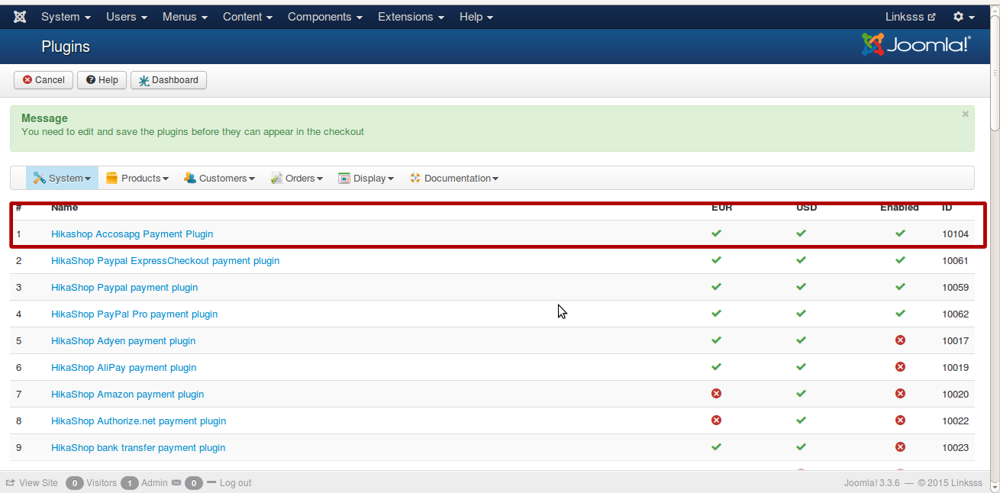 System Users Menus Content Components Extensions Help Linksss
Plugins Joomla!®
Cancel Help Dashboard
Message ×
You need to edit and save the plugins before they can appear in the checkout
System Products Customers Orders Display Documentation
# Name EUR USD Enabled ID
1 Hikashop Accosapg Payment Plugin 10104
2 HikaShop Paypal ExpressCheckout payment plugin 10061
3 HikaShop Paypal payment plugin 10059
4 HikaShop PayPal Pro payment plugin 10062
5 HikaShop Adyen payment plugin 10017
6 HikaShop AliPay payment plugin 10019
7 HikaShop Amazon payment plugin 10020
8 HikaShop Authorize.net payment plugin 10022
9 HikaShop bank transfer payment plugin 10023
View Site 0 Visitors 1 Admin 0 Log out Joomla! 3.3.6 — © 2015 Linksss